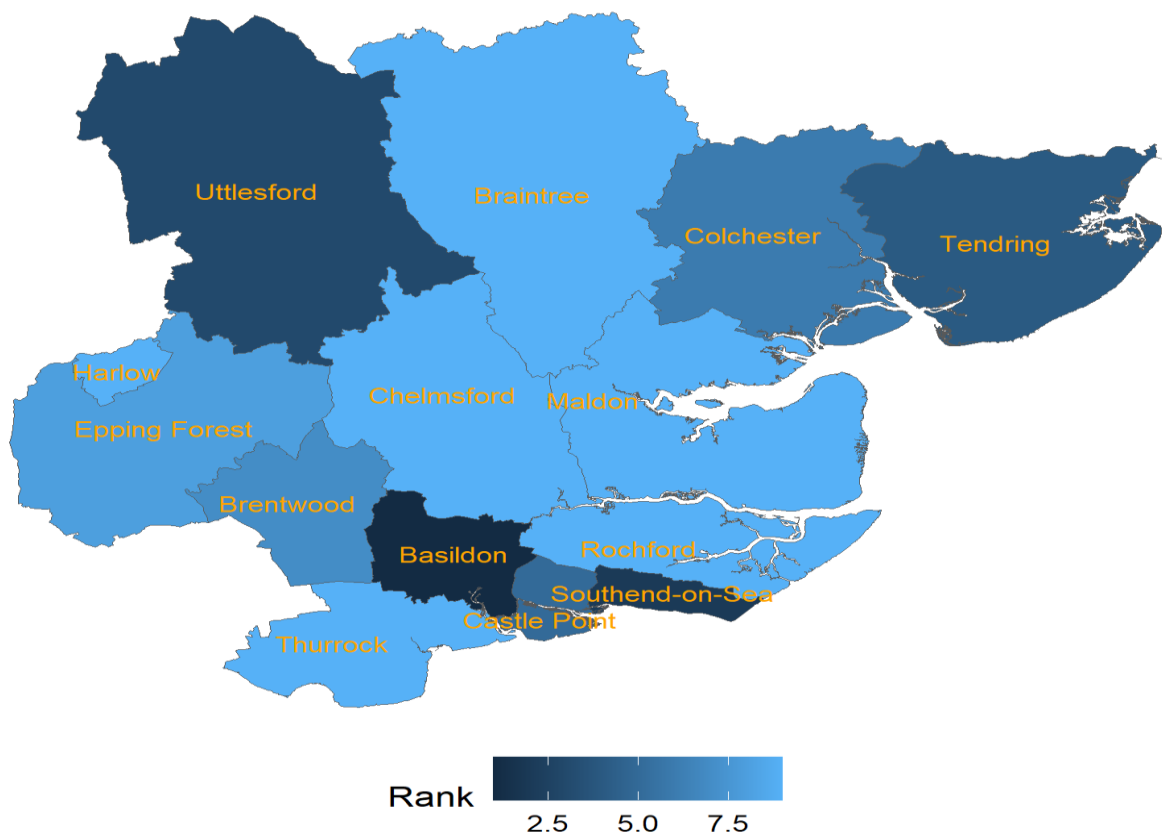 Uttlesford
Braintree
Colchester
Tendring
Harlow
Chelmsford
Maldon
Epping Forest
Brentwood
Basildon
Rochford
Southend-on-Sea
Castle Point
Thurrock
Rank
2.5 5.0 7.5